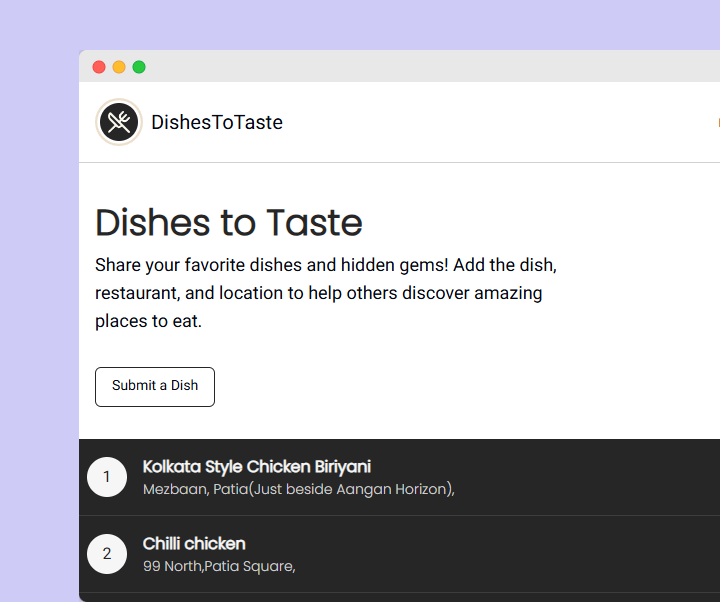 DishesToTaste
Dishes to Taste
Share your favorite dishes and hidden gems! Add the dish,
restaurant, and location to help others discover amazing
places to eat.
Submit a Dish
1
Kolkata Style Chicken Biriyani
Mezbaan, Patia(Just beside Aangan Horizon),
2
Chilli chicken
99 North,Patia Square,